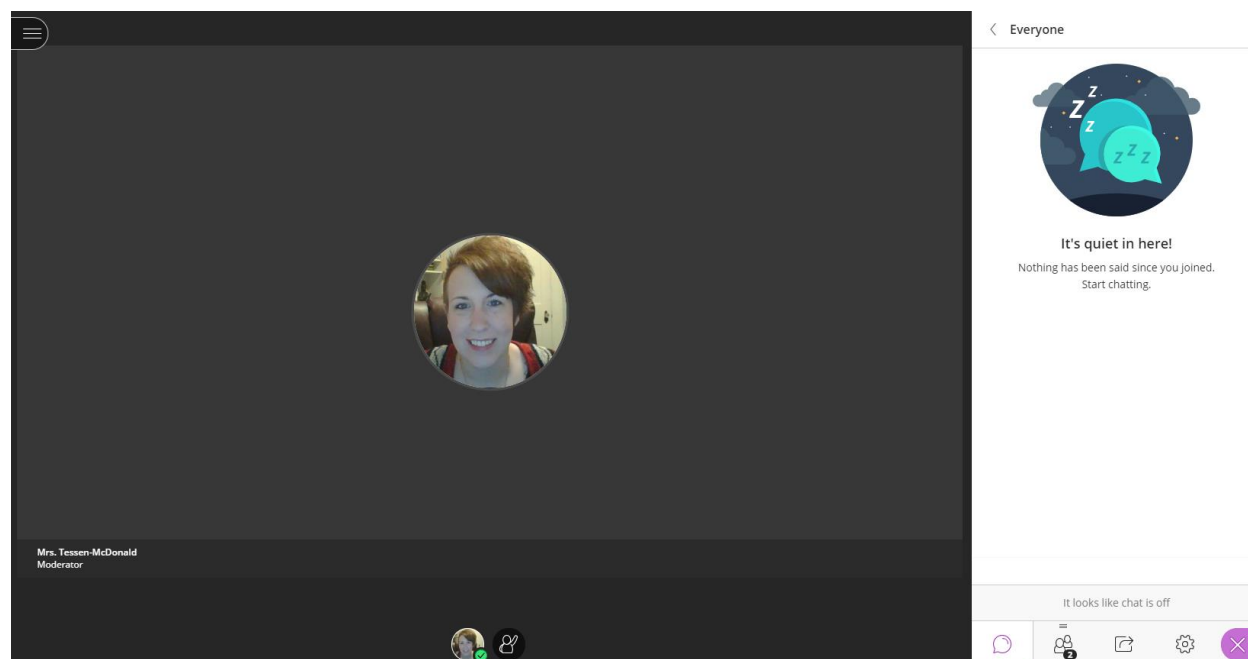 Everyone
Z
Z
Z
Z Z Z
It's quiet in here!
Nothing has been said since you joined.
Start chatting.
Mrs. Tessen-McDonald
Moderator
It looks like chat is off
2